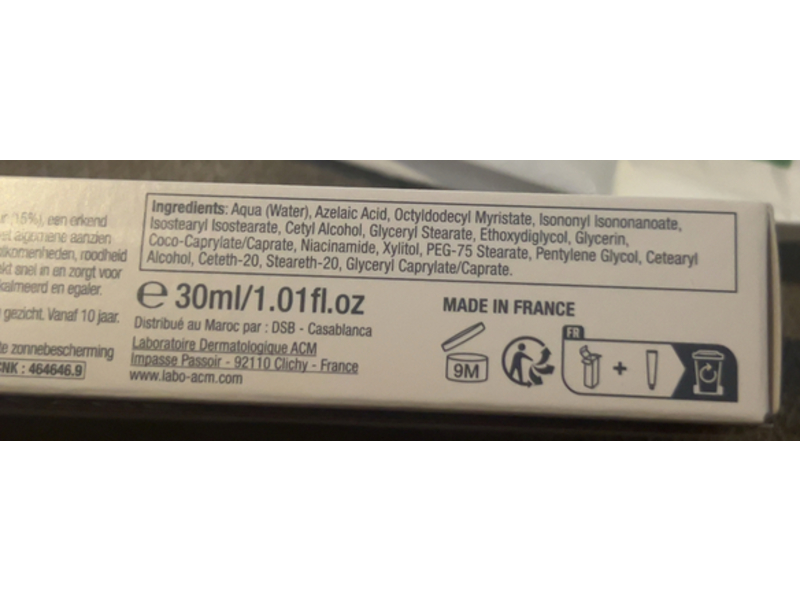 (15%), een erkend
algemene aanzien
roodheid
snel in en zorgt voor
kalmeerd en egaler.
gezicht. Vanaf 10 jaar.
zonnebescherming
CNK : 464646.9
Ingredients: Aqua (Water), Azelaic Acid, Octyldodecyl Myristate, Isononyl Isononanoate,
Isostearyl Isostearate, Cetyl Alcohol, Glyceryl Stearate, Ethoxydiglycol, Glycerin,
Coco-Caprylate/Caprate, Niacinamide, Xylitol, PEG-75 Stearate, Pentylene Glycol, Cetearyl
Alcohol, Ceteth-20, Steareth-20, Glyceryl Caprylate/Caprate.
e 30ml/1.01fl.oz
Distribué au Maroc par : DSB - Casablanca
Laboratoire Dermatologique ACM
Impasse Passoir - 92110 Clichy - France
www.labo-acm.com
MADE IN FRANCE
9M
FR
+